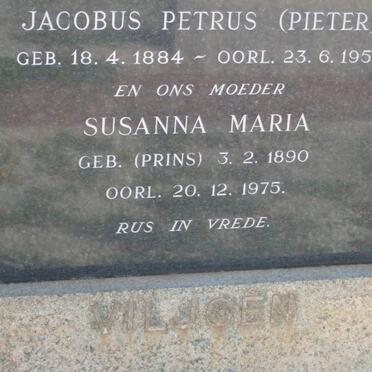 JACOBUS PETRUS (PIETER)
GEB. 18. 4. 1884 ~ OORL. 23. 6. 195
EN ONS MOEDER
SUSANNA MARIA
GEB. (PRINS) 3. 2. 1890
OORL. 20. 12. 1975.
RUS IN VREDE.
VILJOEN